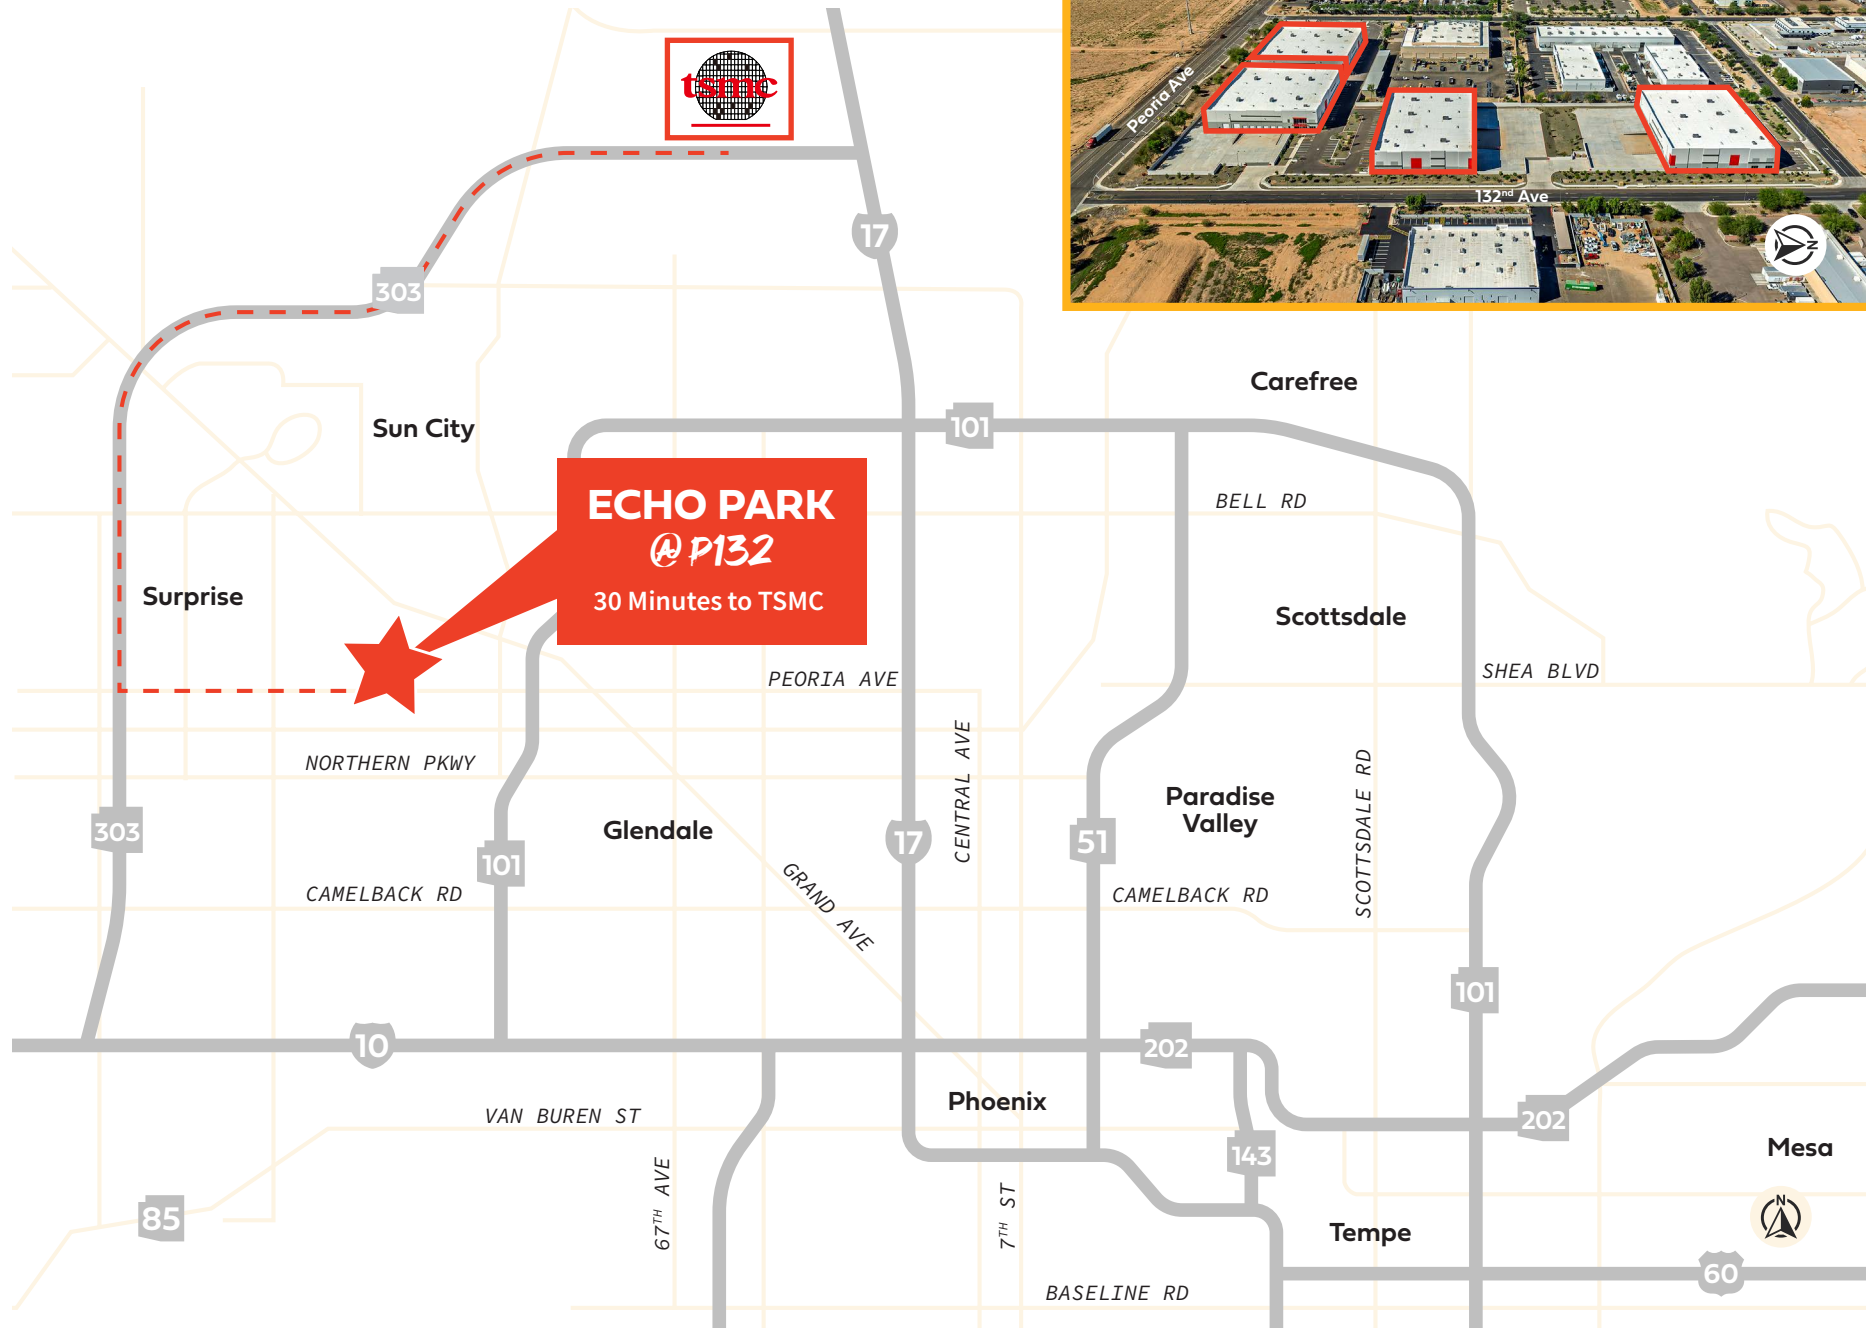 tsmc
Peoria Ave
132nd Ave
N
17
303
Carefree
Sun City
101
ECHO PARK
@ P132
30 Minutes to TSMC
BELL RD
Surprise
Scottsdale
PEORIA AVE
SHEA BLVD
NORTHERN PKWY
CENTRAL AVE
SCOTTSDALE RD
Paradise
Valley
303
Glendale
17
51
101
GRAND AVE
CAMELBACK RD
CAMELBACK RD
101
10
202
Phoenix
VAN BUREN ST
202
143
Mesa
67TH AVE
7TH ST
85
N
Tempe
60
BASELINE RD